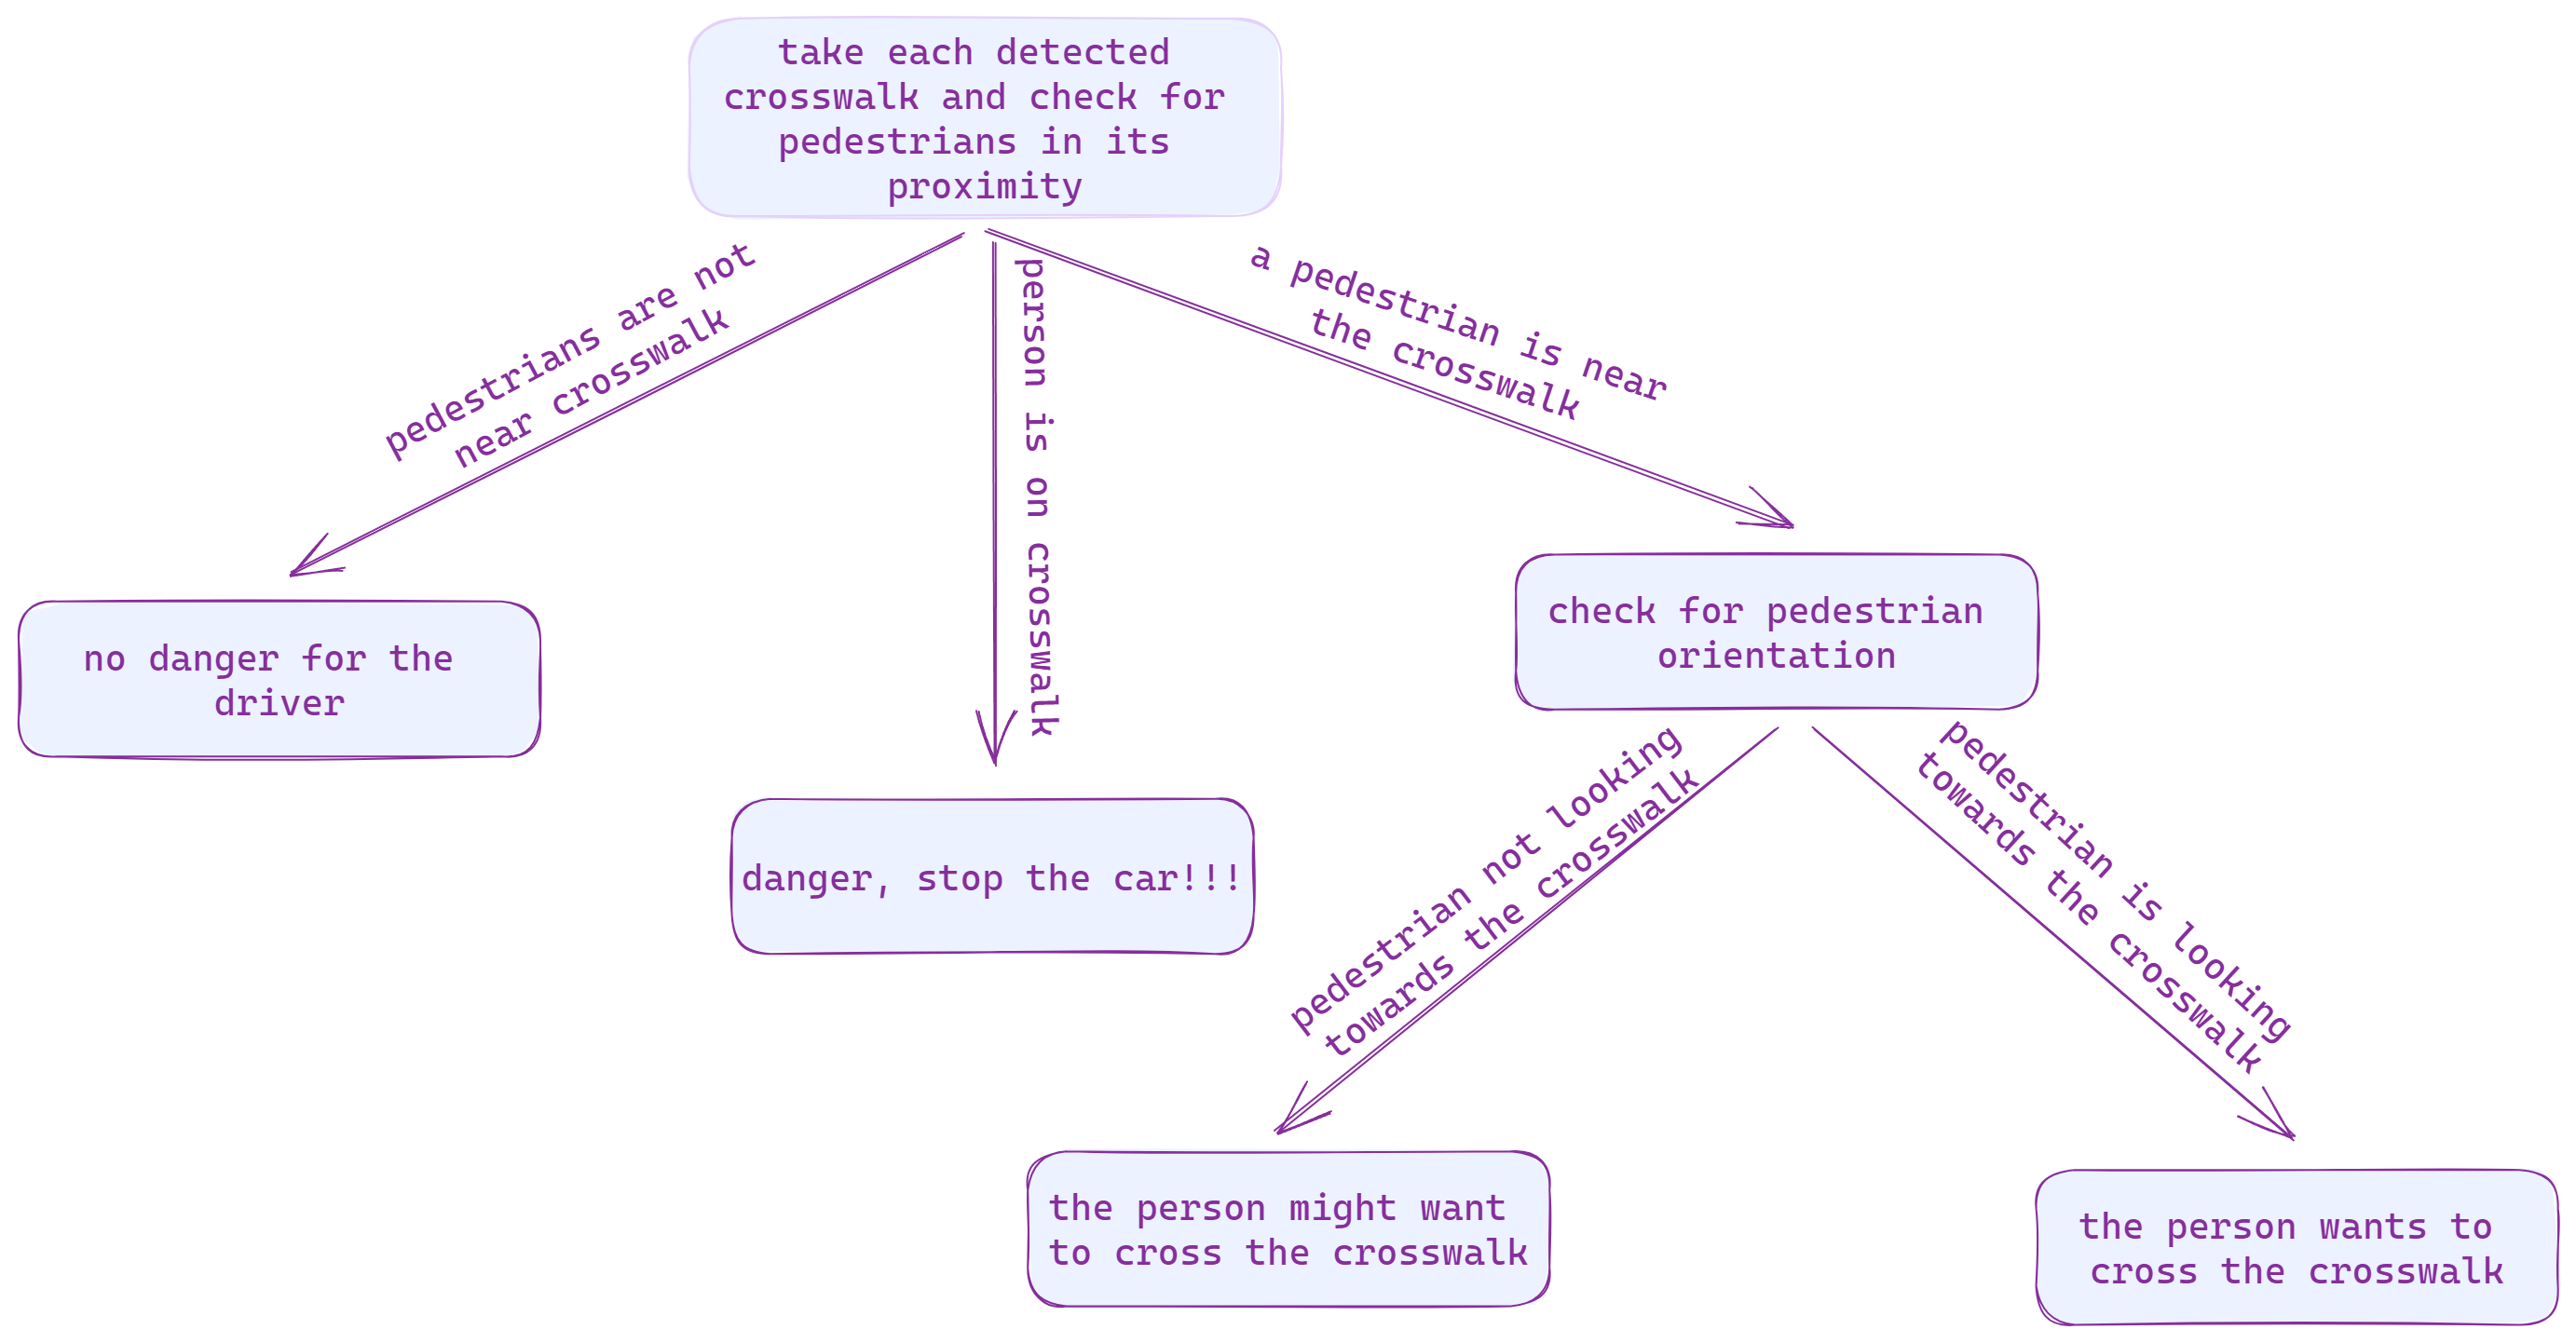 take each detected
crosswalk and check for
pedestrians in its
proximity
pedestrians are not
near crosswalk
person is on crosswalk
a pedestrian is near
the crosswalk
no danger for the
driver
check for pedestrian
orientation
danger, stop the car!!!
pedestrian not looking
towards the crosswalk
pedestrian is looking
towards the crosswalk
the person might want
to cross the crosswalk
the person wants to
cross the crosswalk